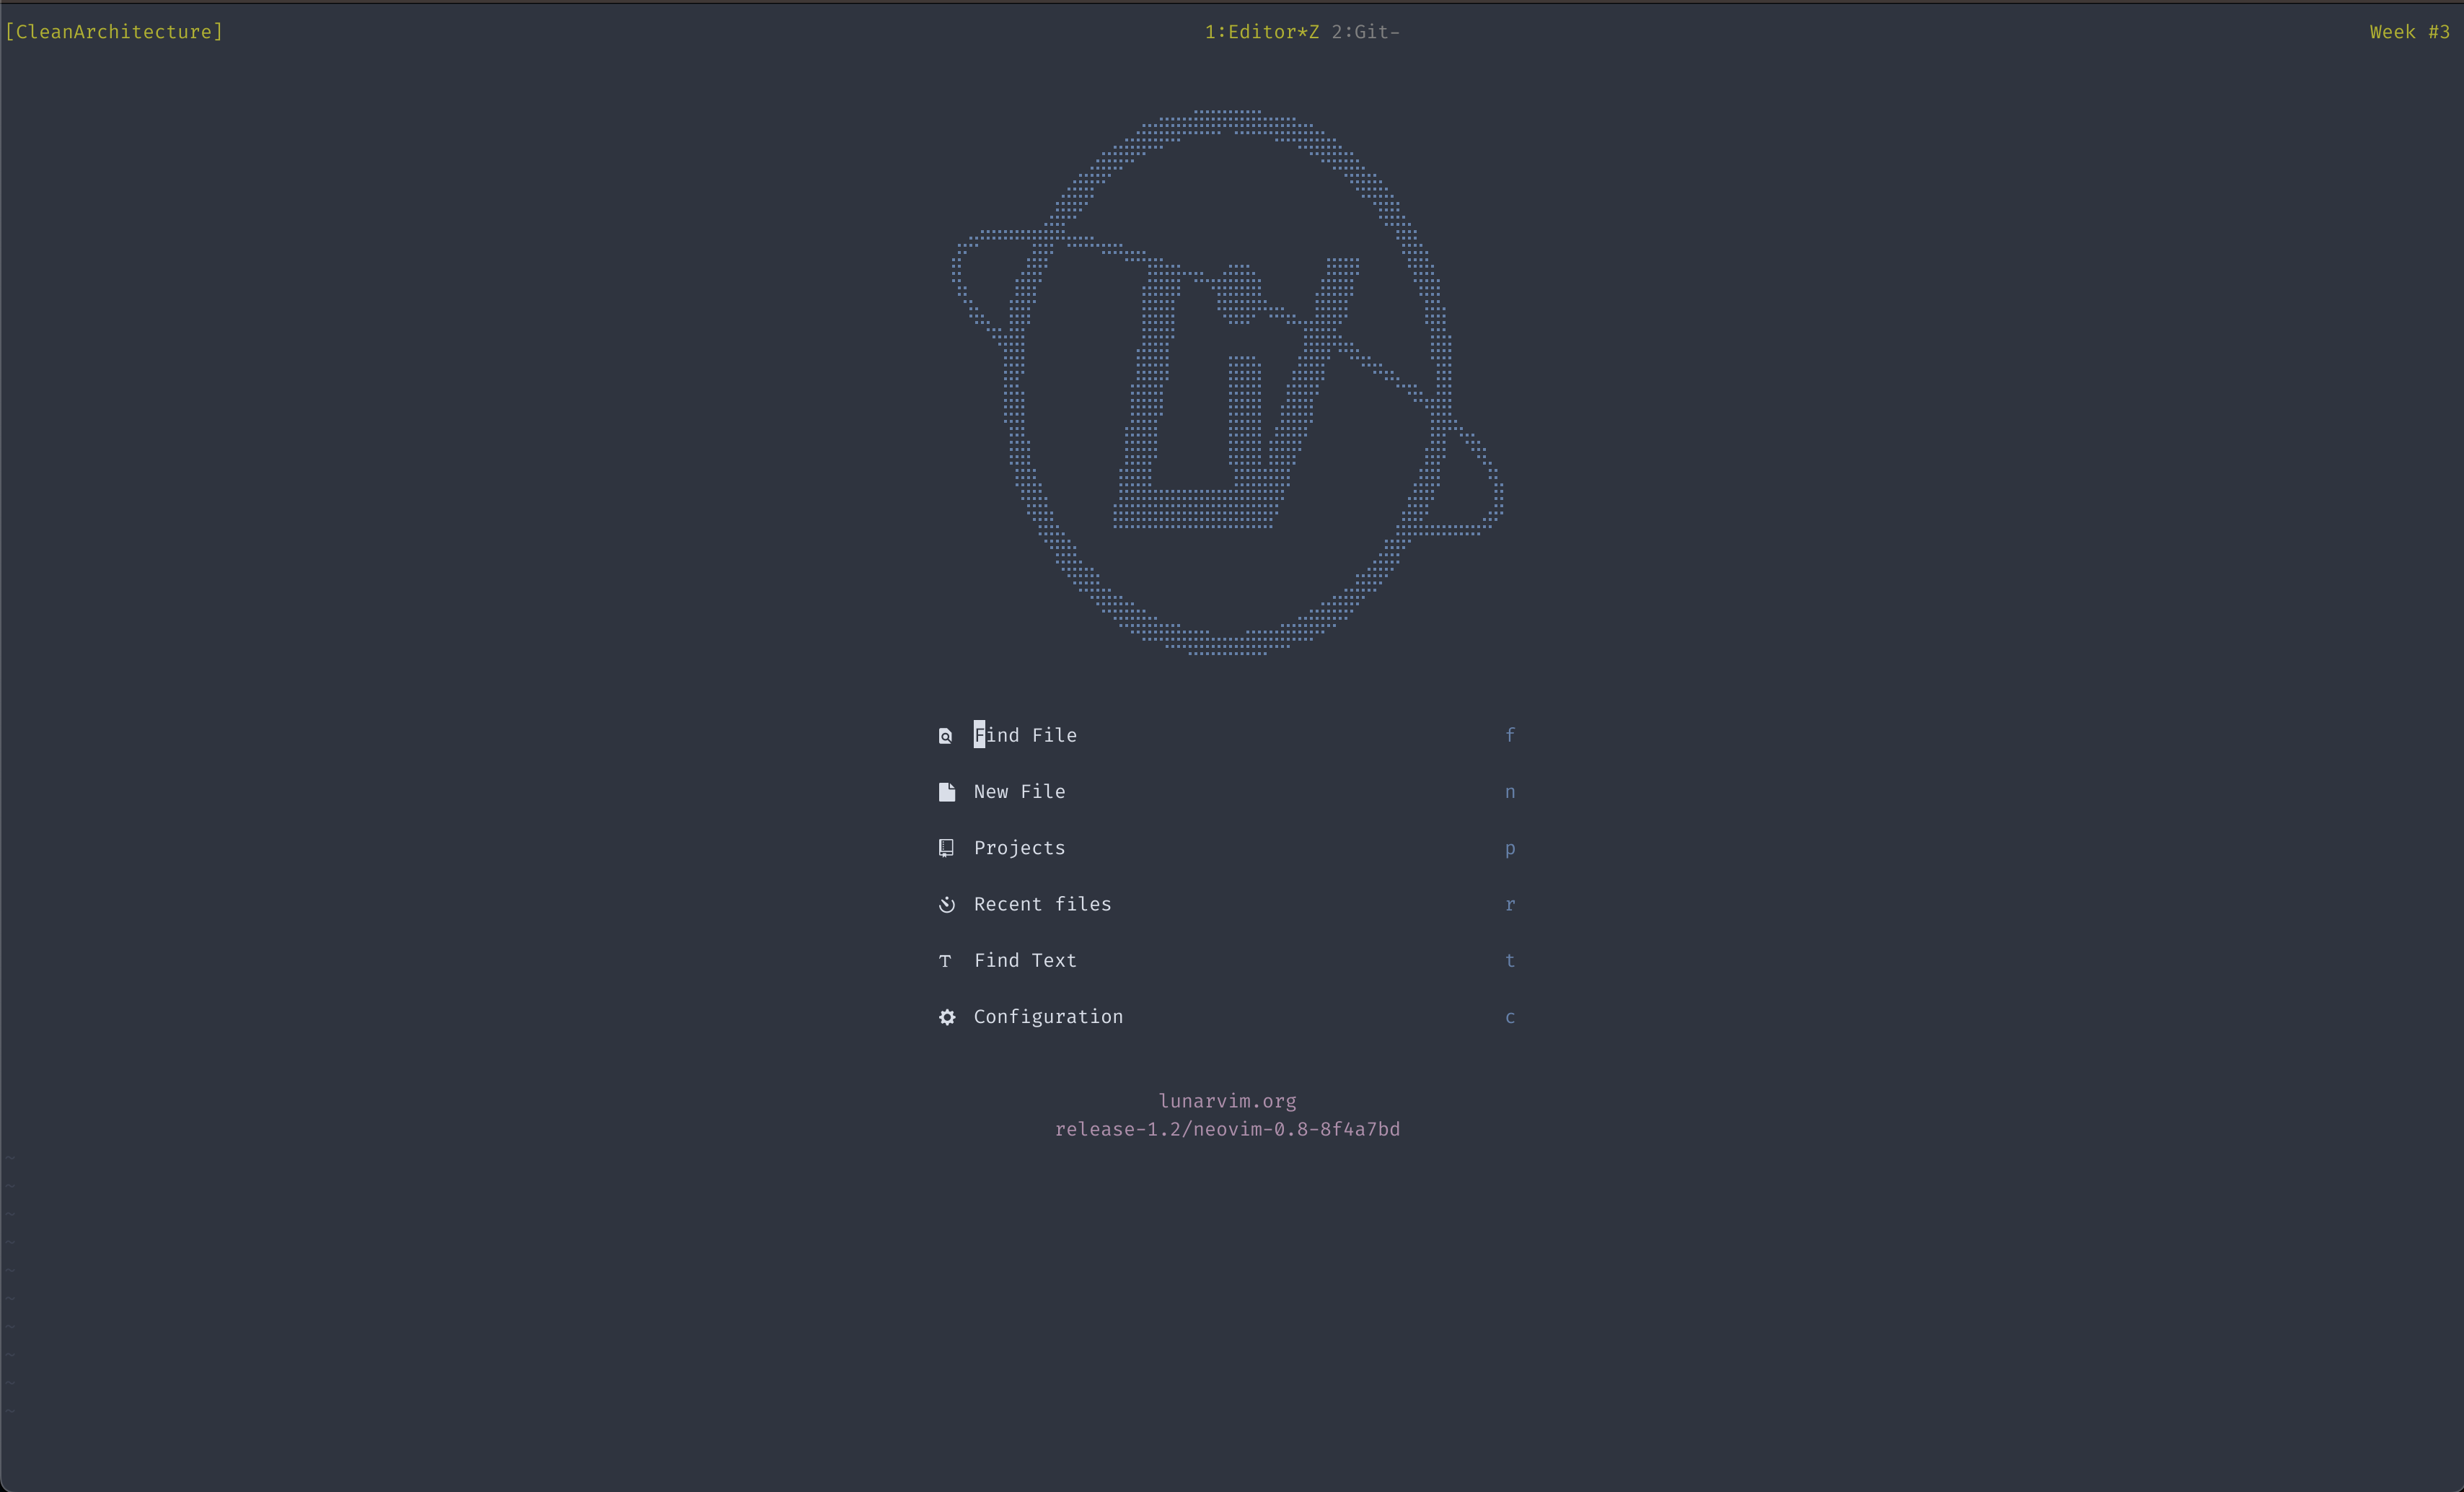 [CleanArchitecture] 1:Editor*Z 2:Git- Week #3
Find File f
New File n
Projects p
Recent files r
T Find Text t
Configuration c
lunarvim.org
release-1.2/neovim-0.8-8f4a7bd
~
~
~
~
~
~
~
~
~
~